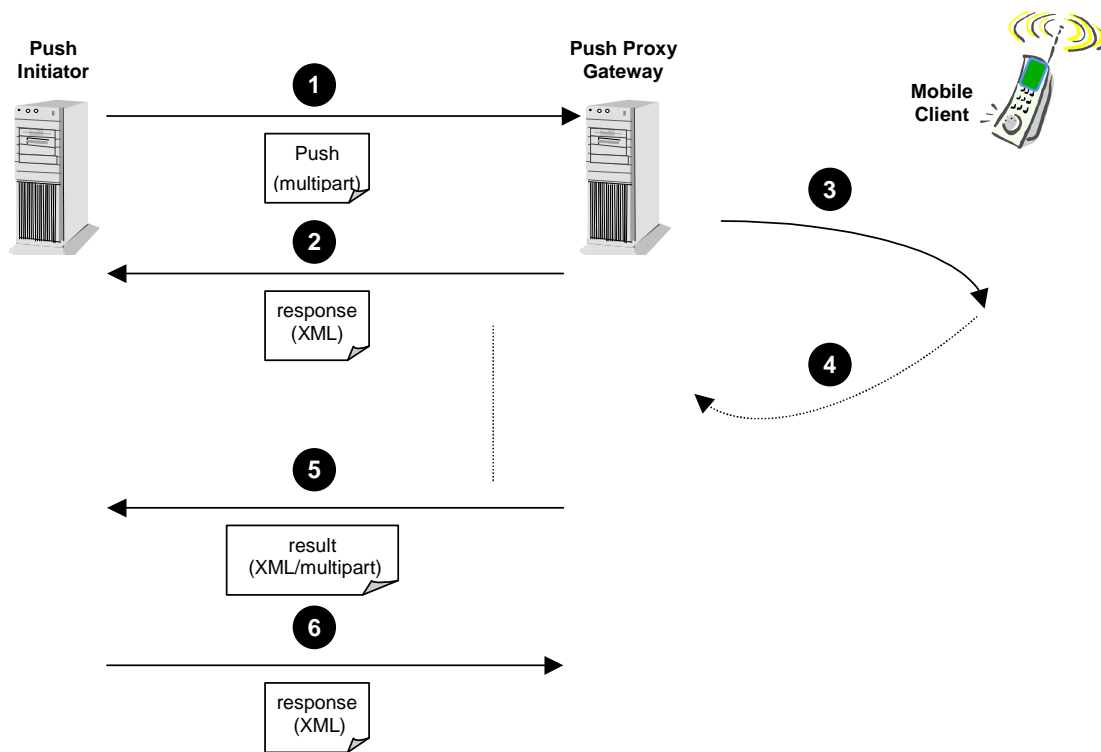 Push
Initiator
Push Proxy
Gateway
Mobile
Client
1
Push
(multipart)
3
2
response
(XML)
4
5
result
(XML/multipart)
6
response
(XML)